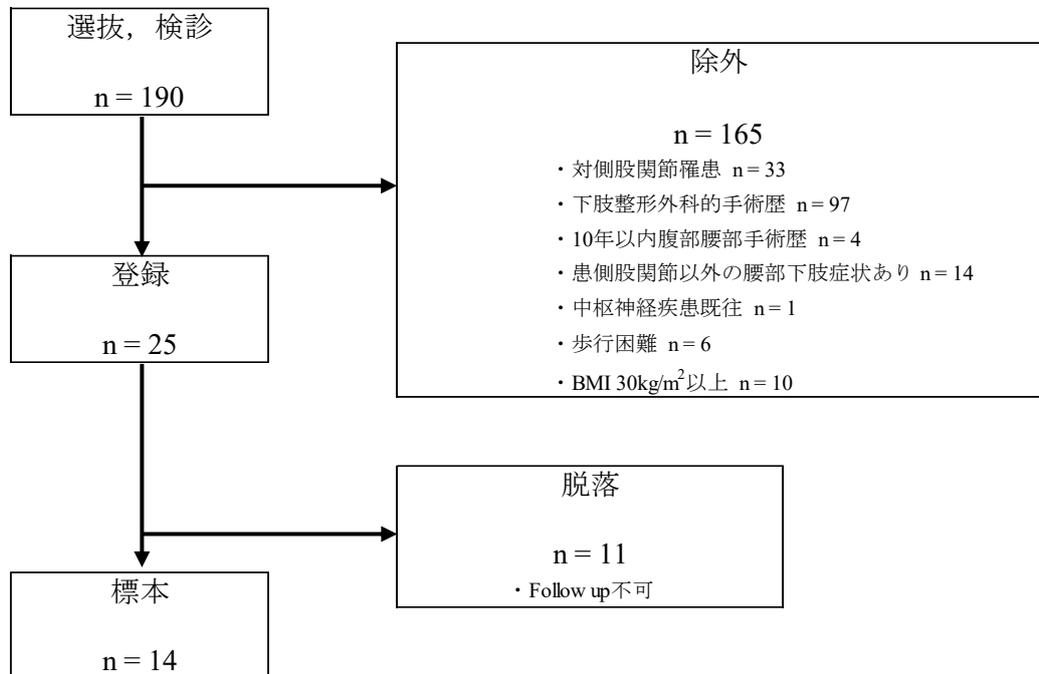 選抜，検診
n = 190
除外
n = 165
・対側股関節罹患 n = 33
・下肢整形外科的手術歴 n = 97
・10年以内腹部腰部手術歴 n = 4
・患側股関節以外の腰部下肢症状あり n = 14
・中枢神経疾患既往 n = 1
・歩行困難 n = 6
・BMI 30kg/m²以上 n = 10
登録
n = 25
脱落
n = 11
・Follow up不可
標本
n = 14